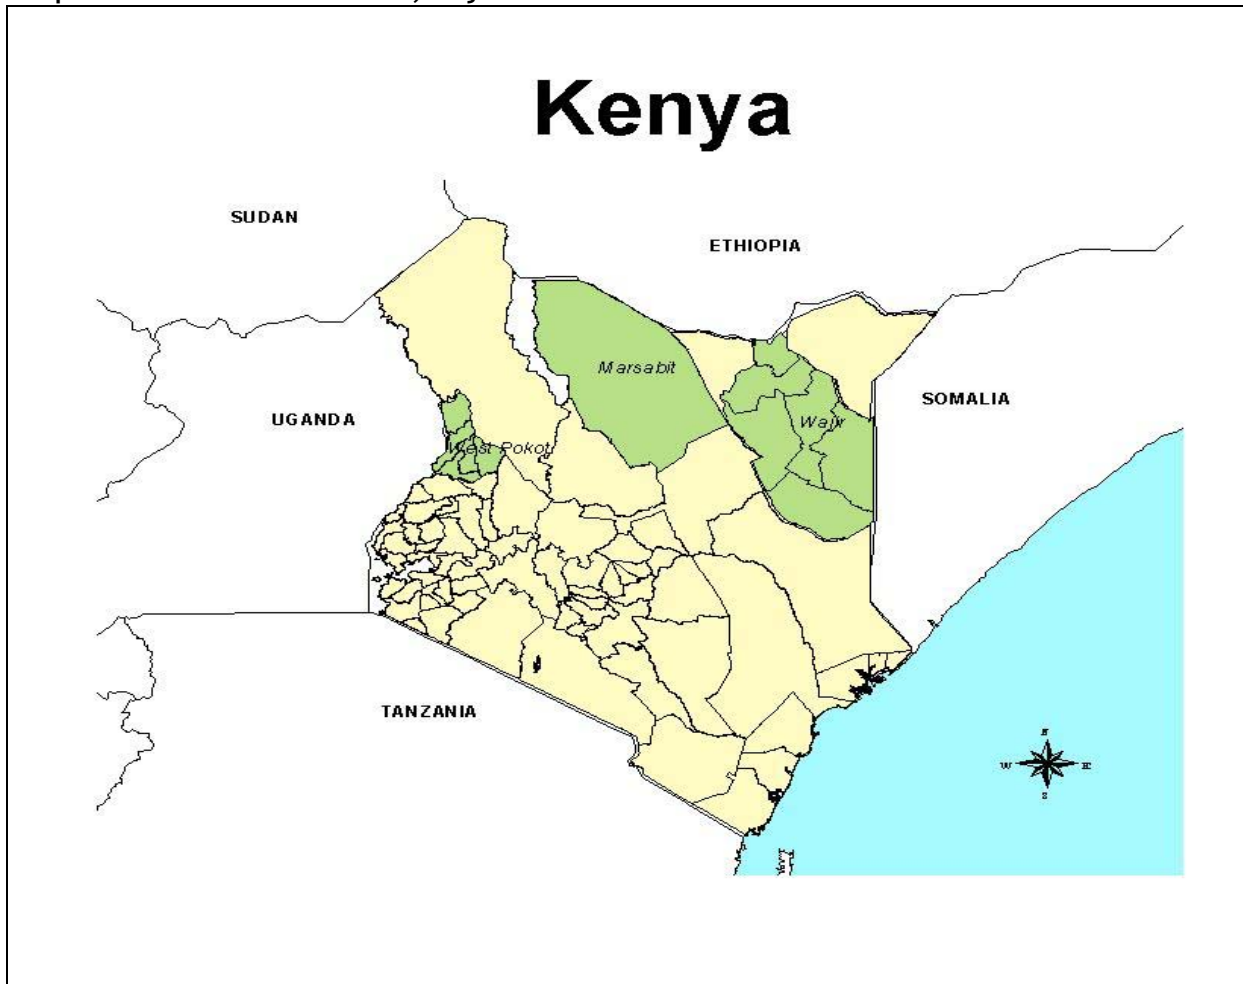 Kenya
SUDAN
ETHIOPIA
Marsabit
SOMALIA
UGANDA
Wajir
West Pokot
TANZANIA
N
W
E
S